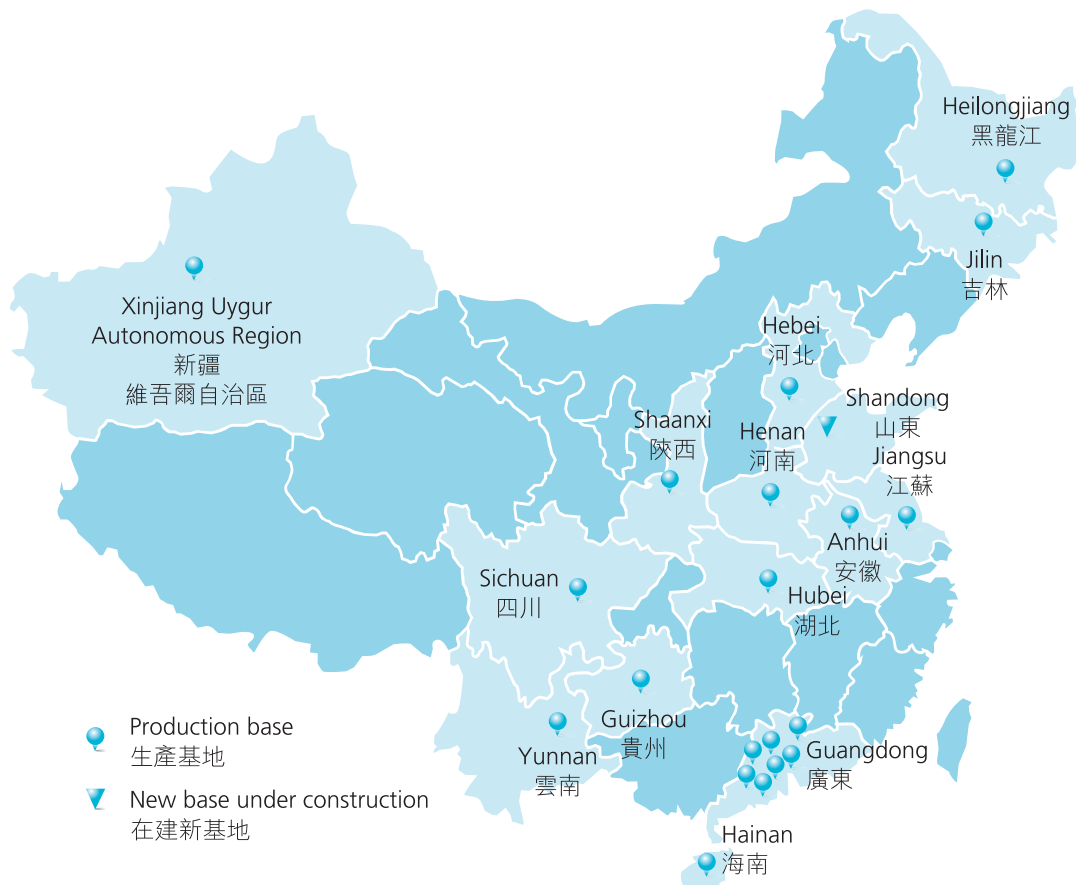 Heilongjiang
黑龍江
Jilin
吉林
Xinjiang Uygur
Autonomous Region
新疆
維吾爾自治區
Hebei
河北
Shandong
山東
Shaanxi
陝西
Henan
河南
Jiangsu
江蘇
Anhui
安徽
Sichuan
四川
Hubei
湖北
Guizhou
貴州
Yunnan
雲南
Guangdong
廣東
Hainan
海南
Production base
生產基地
New base under construction
在建新基地